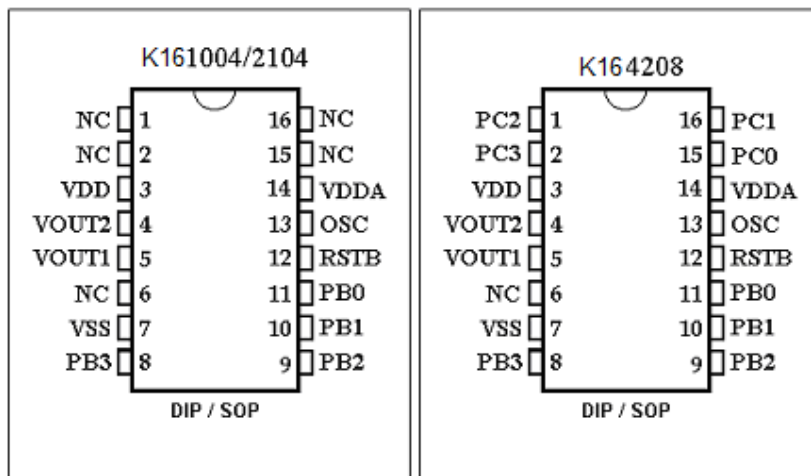 K161004/2104
NC 1 16 NC
NC 2 15 NC
VDD 3 14 VDDA
VOUT2 4 13 OSC
VOUT1 5 12 RSTB
NC 6 11 PB0
VSS 7 10 PB1
PB3 8 9 PB2
DIP / SOP
K164208
PC2 1 16 PC1
PC3 2 15 PC0
VDD 3 14 VDDA
VOUT2 4 13 OSC
VOUT1 5 12 RSTB
NC 6 11 PB0
VSS 7 10 PB1
PB3 8 9 PB2
DIP / SOP